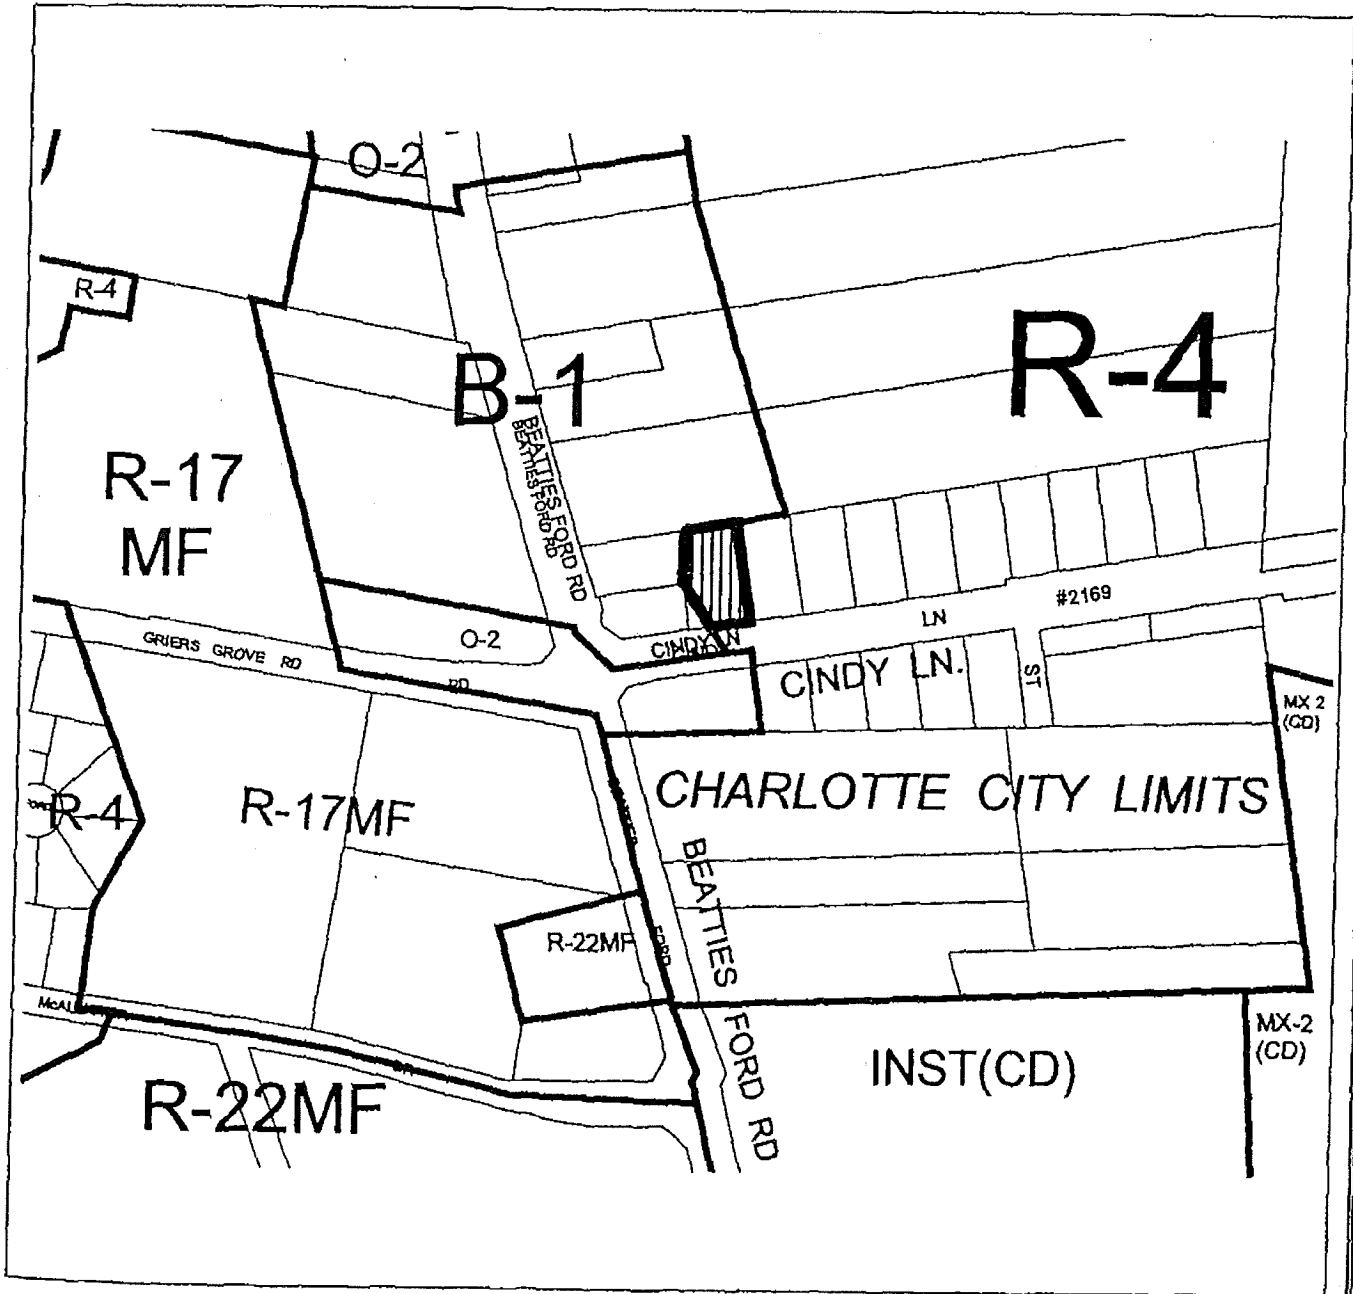 O-2
R-4
R-4
B-1
BEATTIES FORD RD
BEATTIES FORD RD
R-17
MF
#2169
LN
CINDY LN
O-2
GRIERS GROVE RD
RD
CINDY LN.
ST
MX 2
(CD)
CHARLOTTE CITY LIMITS
R-4
R-17MF
BEATTIES FORD RD
R-22MF
FORD
McAL
DR
MX-2
(CD)
INST(CD)
R-22MF